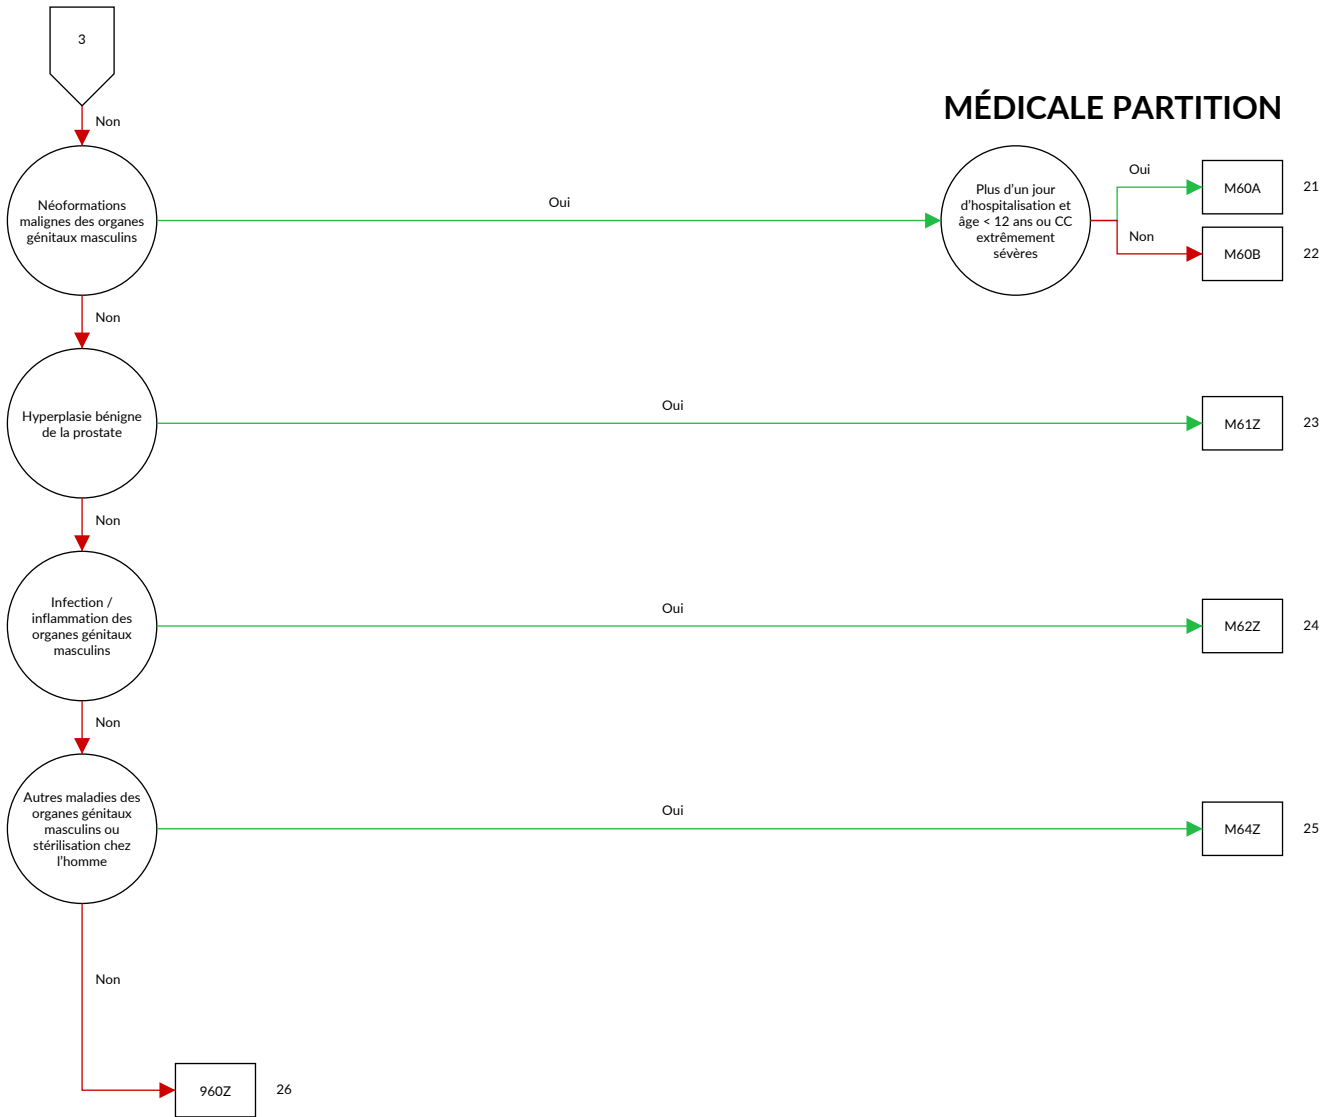 3
Non
MÉDICALE PARTITION
Néoformations
malignes des organes
génitaux masculins
Oui
Plus d'un jour
d'hospitalisation et
âge < 12 ans ou CC
extrêmement
sévères
Oui
M60A
21
Non
M60B
22
Non
Hyperplasie bénigne
de la prostate
Oui
M61Z
23
Non
Infection /
inflammation des
organes génitaux
masculins
Oui
M62Z
24
Non
Autres maladies des
organes génitaux
masculins ou
stérilisation chez
l'homme
Oui
M64Z
25
Non
960Z
26